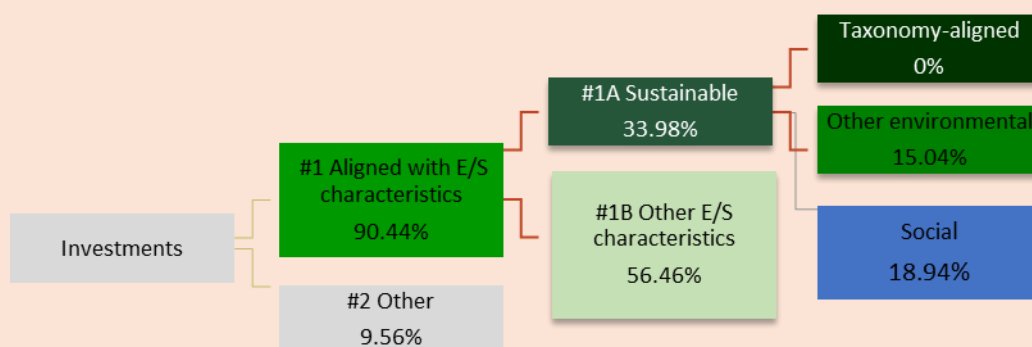 Investments
#1 Aligned with E/S
characteristics
90.44%
#2 Other
9.56%
#1A Sustainable
33.98%
#1B Other E/S
characteristics
56.46%
Taxonomy-aligned
0%
Other environmental
15.04%
Social
18.94%